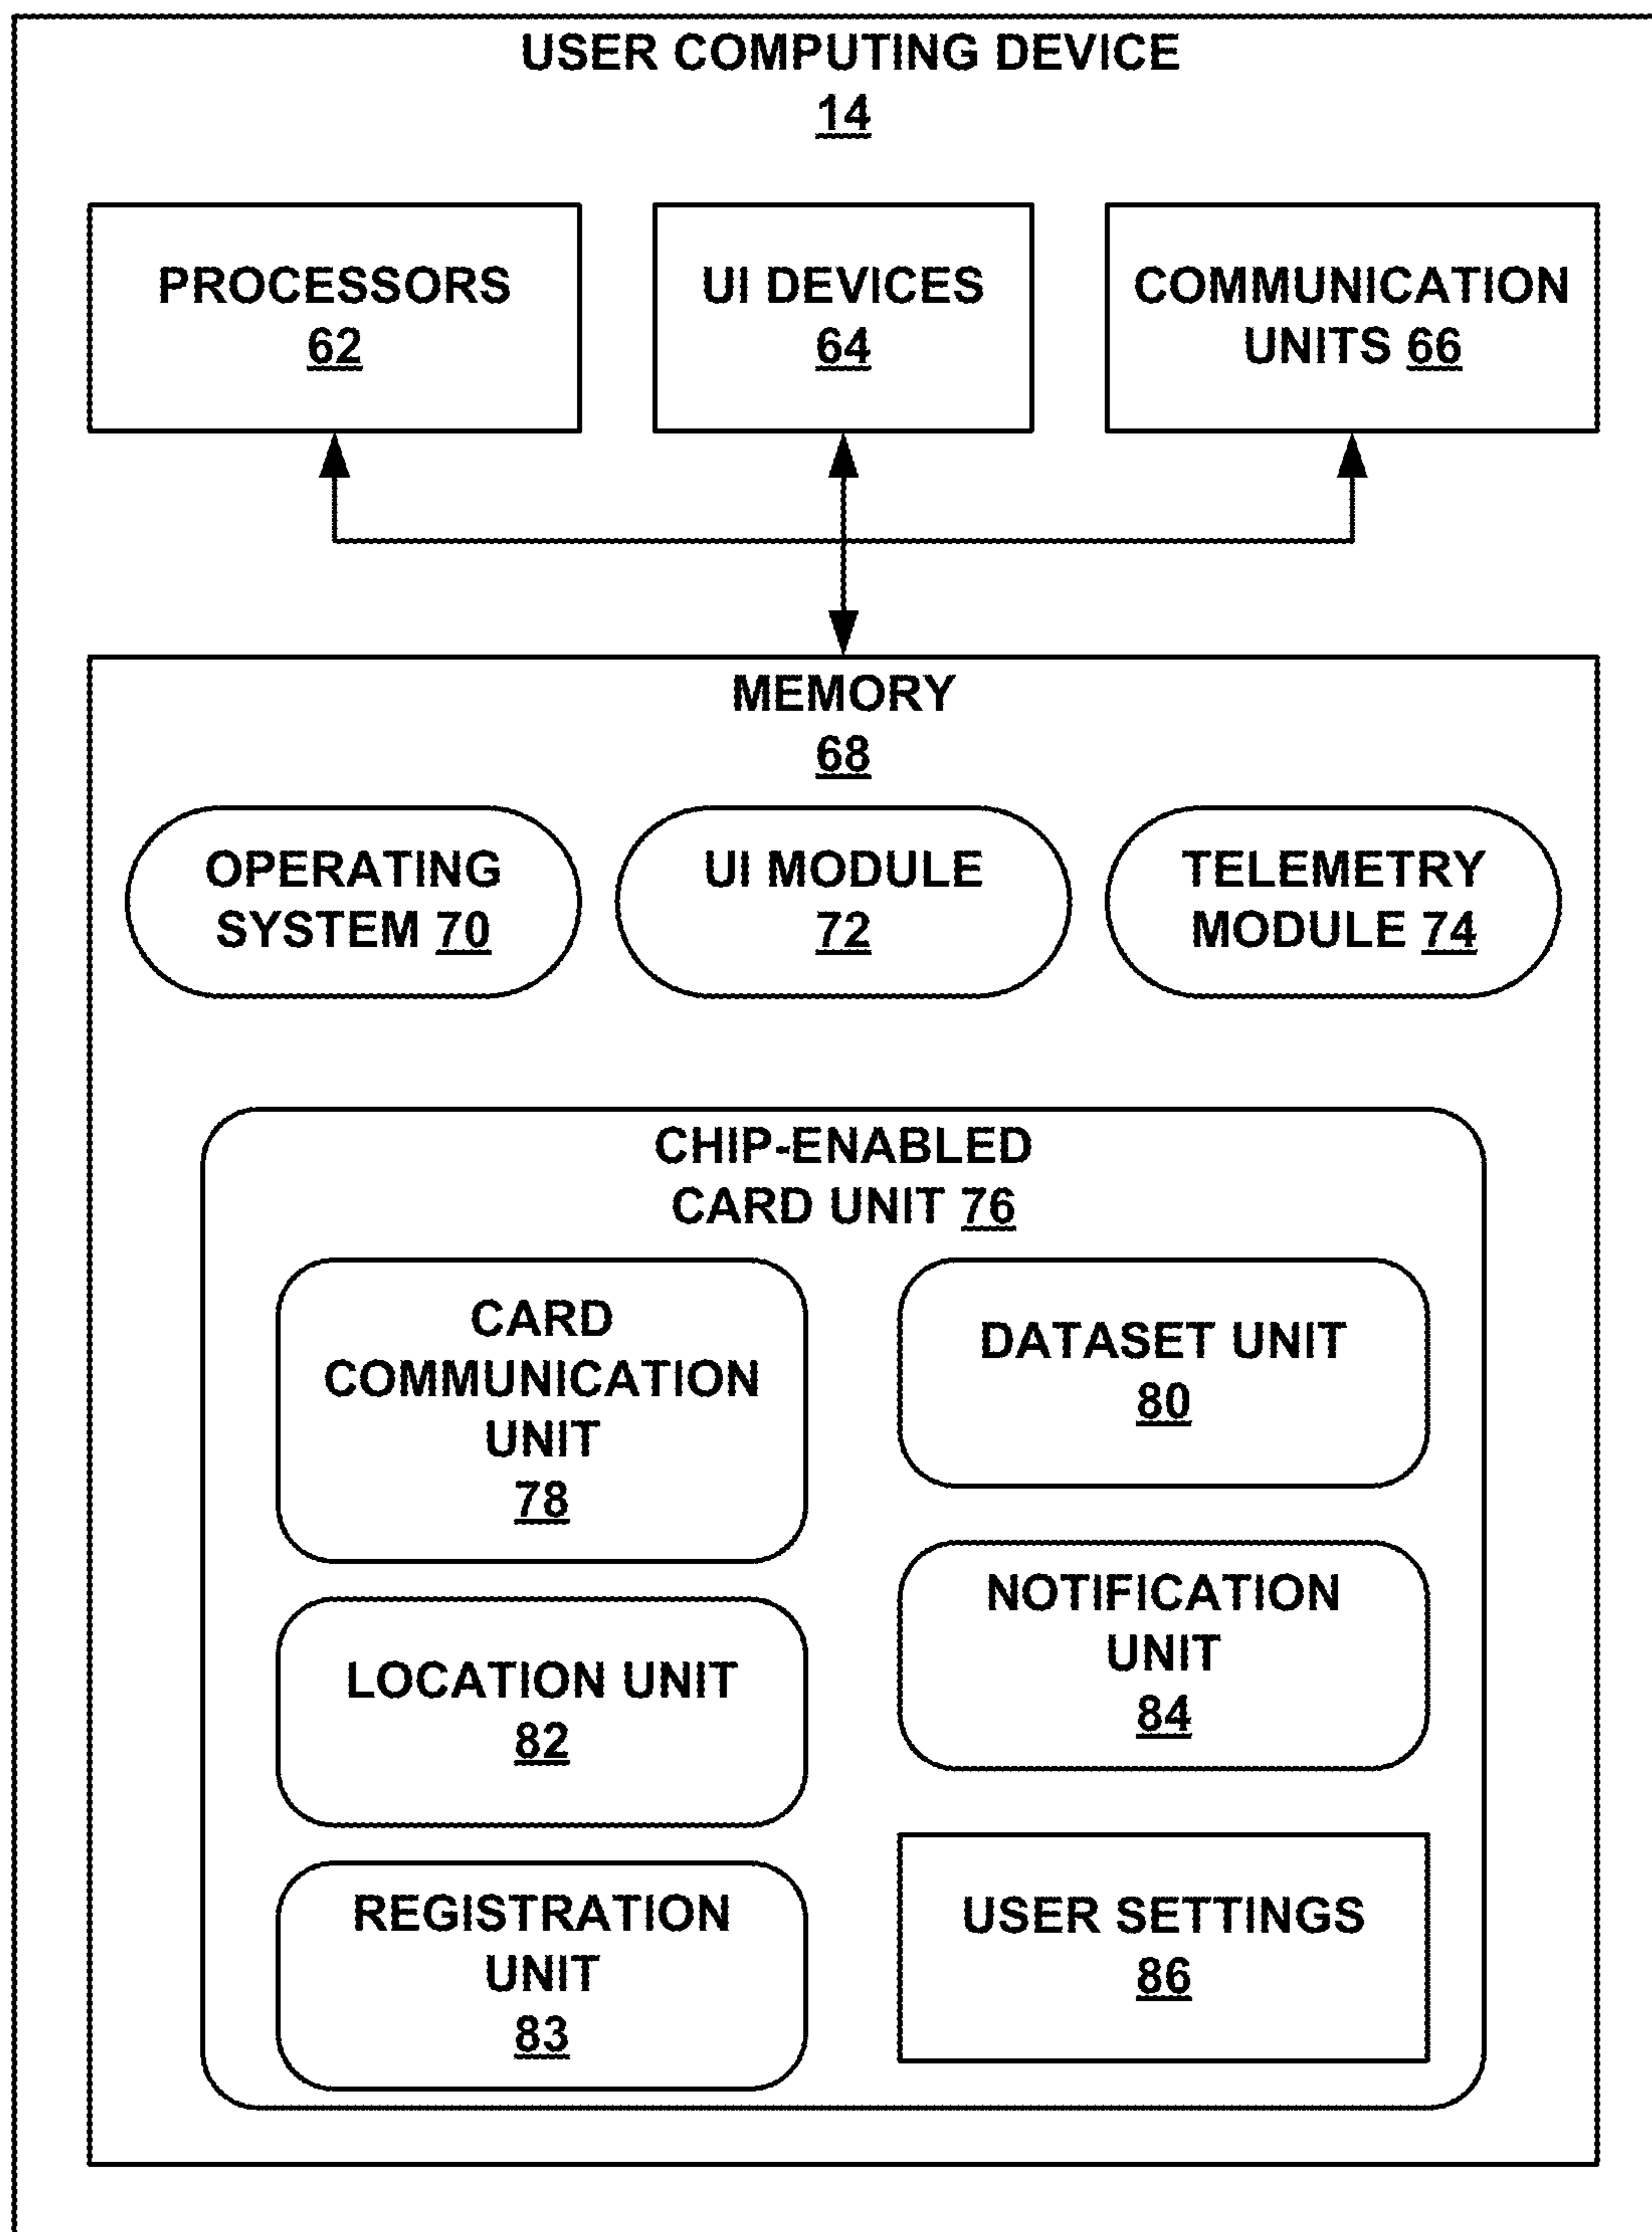 USER COMPUTING DEVICE
14
PROCESSORS
62
UI DEVICES
64
COMMUNICATION
UNITS 66
MEMORY
68
OPERATING
SYSTEM 70
UI MODULE
72
TELEMETRY
MODULE 74
CHIP-ENABLED
CARD UNIT 76
CARD
COMMUNICATION
UNIT
78
DATASET UNIT
80
LOCATION UNIT
82
NOTIFICATION
UNIT
84
REGISTRATION
UNIT
83
USER SETTINGS
86